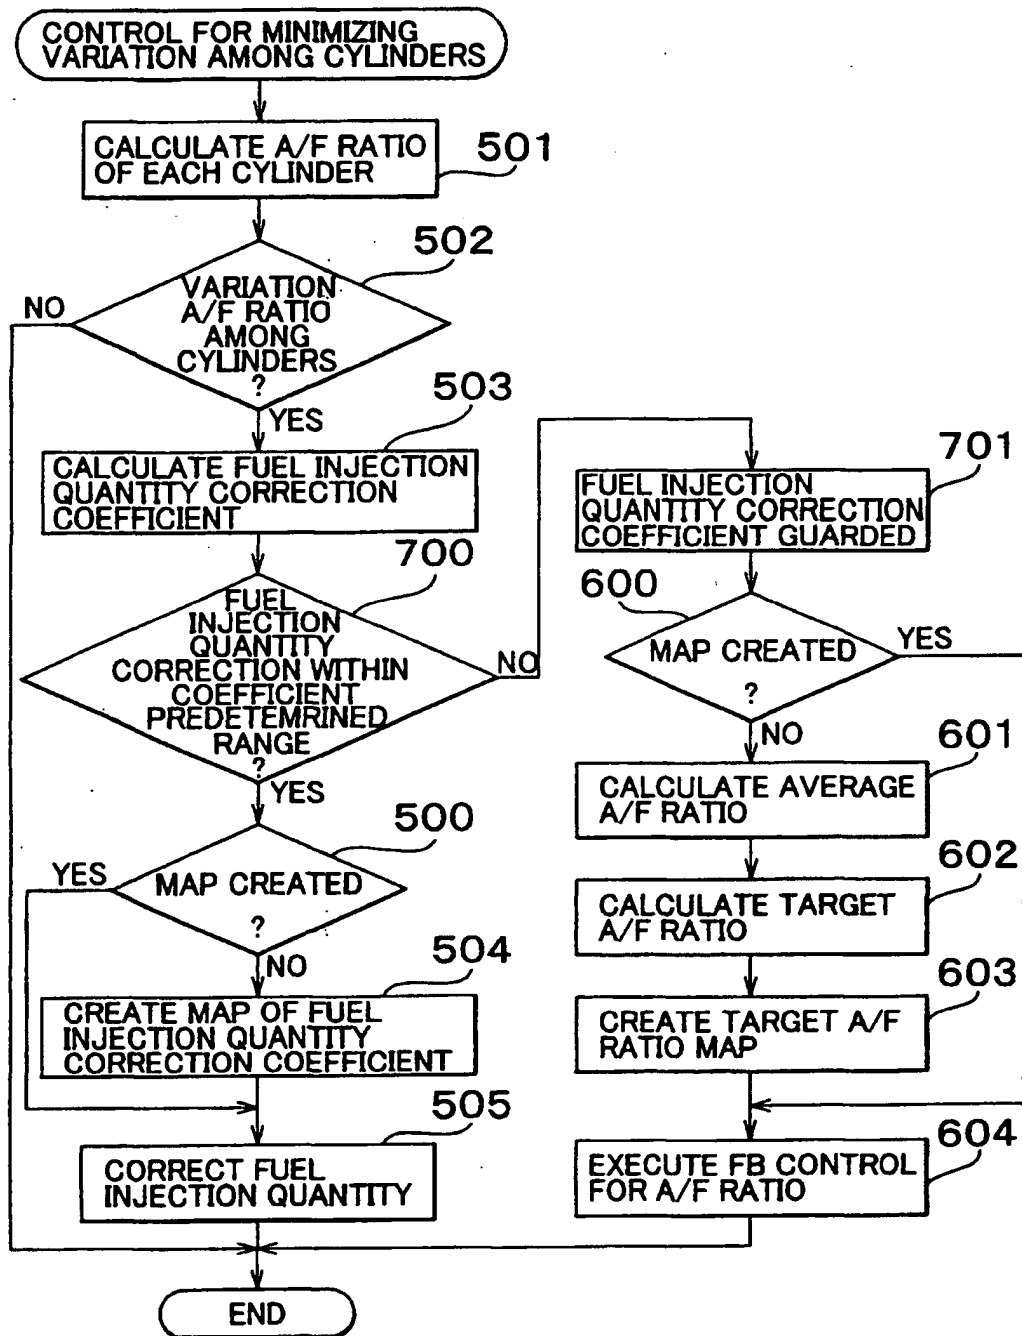 CONTROL FOR MINIMIZING
VARIATION AMONG CYLINDERS
CALCULATE A/F RATIO
OF EACH CYLINDER
501
502
VARIATION
A/F RATIO
AMONG
CYLINDERS
?
NO
YES
503
CALCULATE FUEL INJECTION
QUANTITY CORRECTION
COEFFICIENT
700
FUEL
INJECTION
QUANTITY
CORRECTION WITHIN
COEFFICIENT
PREDETEMRINED
RANGE
?
NO
YES
500
YES
MAP CREATED
?
NO
504
CREATE MAP OF FUEL
INJECTION QUANTITY
CORRECTION COEFFICIENT
505
CORRECT FUEL
INJECTION QUANTITY
END
701
FUEL INJECTION
QUANTITY CORRECTION
COEFFICIENT GUARDED
600
MAP CREATED
?
YES
NO
601
CALCULATE AVERAGE
A/F RATIO
602
CALCULATE TARGET
A/F RATIO
603
CREATE TARGET A/F
RATIO MAP
604
EXECUTE FB CONTROL
FOR A/F RATIO